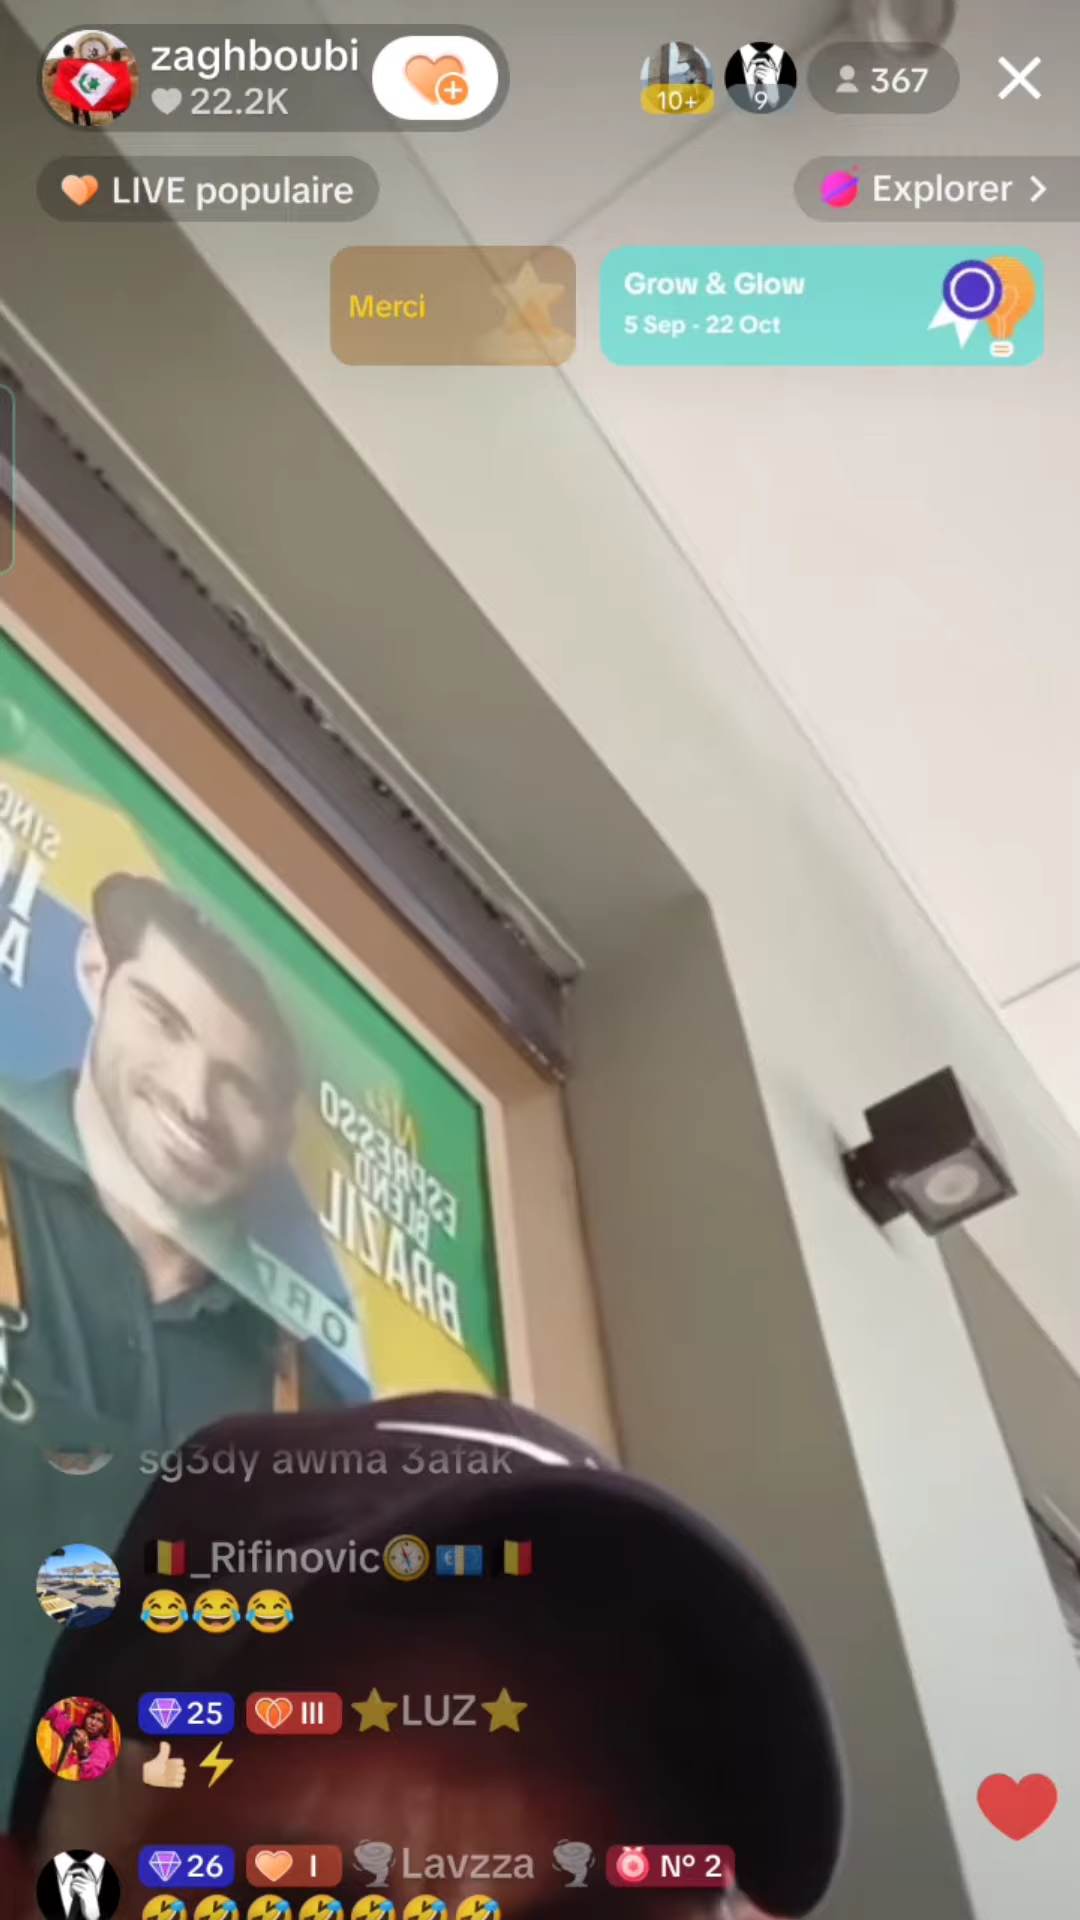 zaghboubi
22.2K
10+
9
367
LIVE populaire
Explorer
Merci
Grow & Glow
5 Sep - 22 Oct
ESPRESSO
BLEND
BRAZIL
sg3dy awma 3afak
🇧🇪_Rifinovic🧭💶🇧🇪
😂😂😂
25 III ⭐LUZ⭐
👍🏻⚡
26 I 🌪️Lavzza 🌪️ Nº 2
🤣🤣🤣🤣🤣🤣🤣